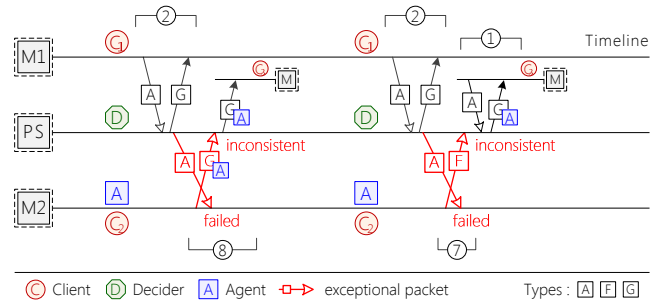 2 2
C1 C1 1 Timeline
M1 C M C M
A G A G A
G A G A
PS D D
A G A inconsistent A F inconsistent
M2 A A
C2 failed C2 failed
8 7
C Client D Decider A Agent exceptional packet Types : A F G